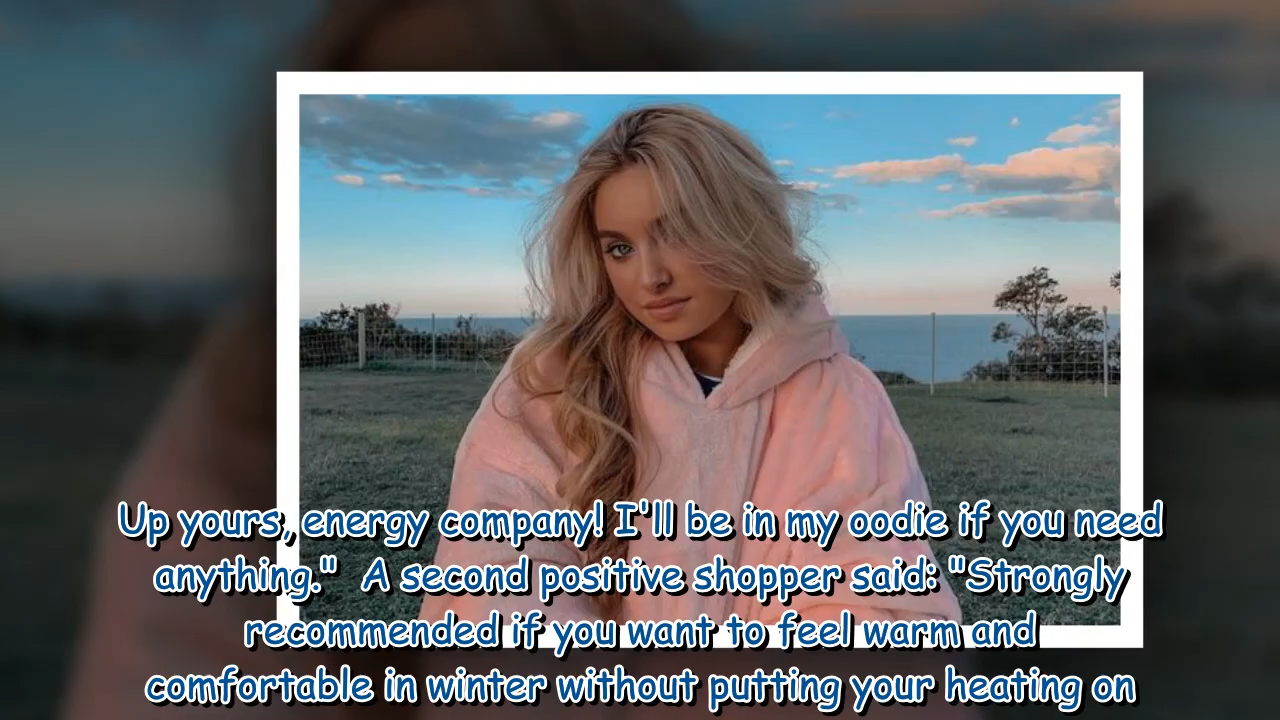 Up yours, energy company! I'll be in my oodie if you need
anything."  A second positive shopper said: "Strongly
recommended if you want to feel warm and
comfortable in winter without putting your heating on